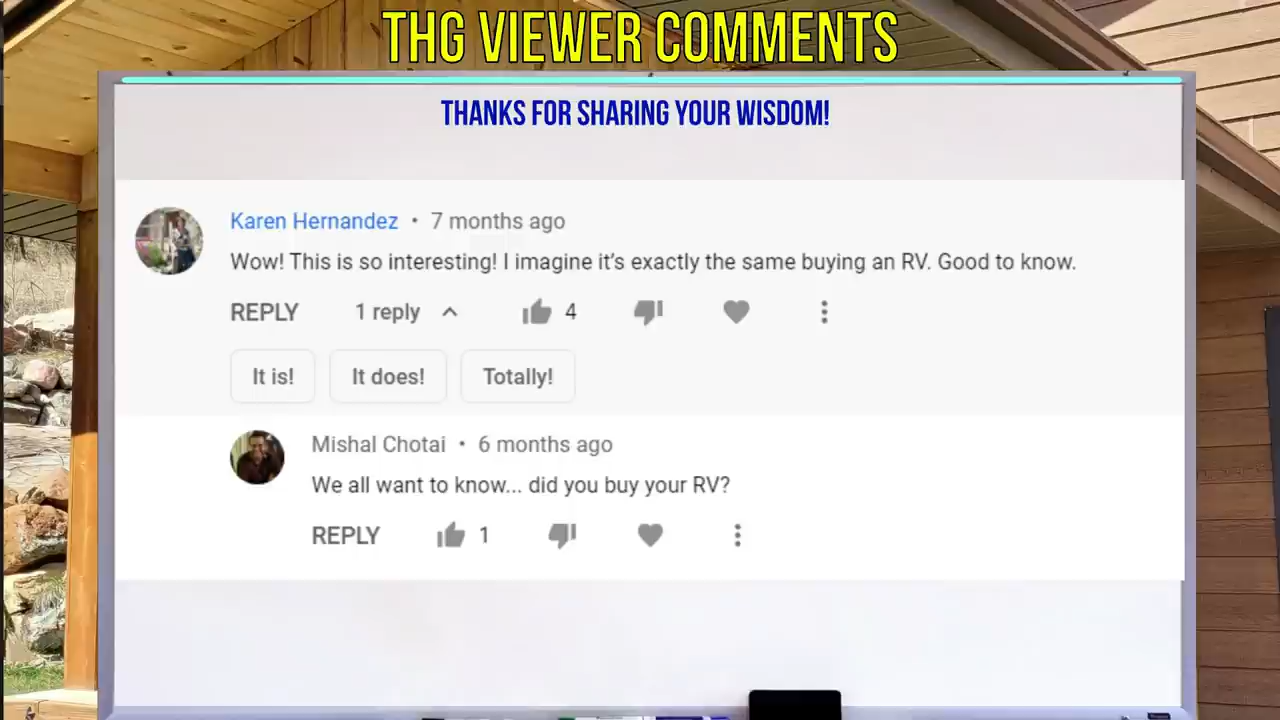 THG VIEWER COMMENTS
THANKS FOR SHARING YOUR WISDOM!
Karen Hernandez • 7 months ago
Wow! This is so interesting! I imagine it's exactly the same buying an RV. Good to know.
REPLY 1 reply 4
It is! It does! Totally!
Mishal Chotai • 6 months ago
We all want to know... did you buy your RV?
REPLY 1